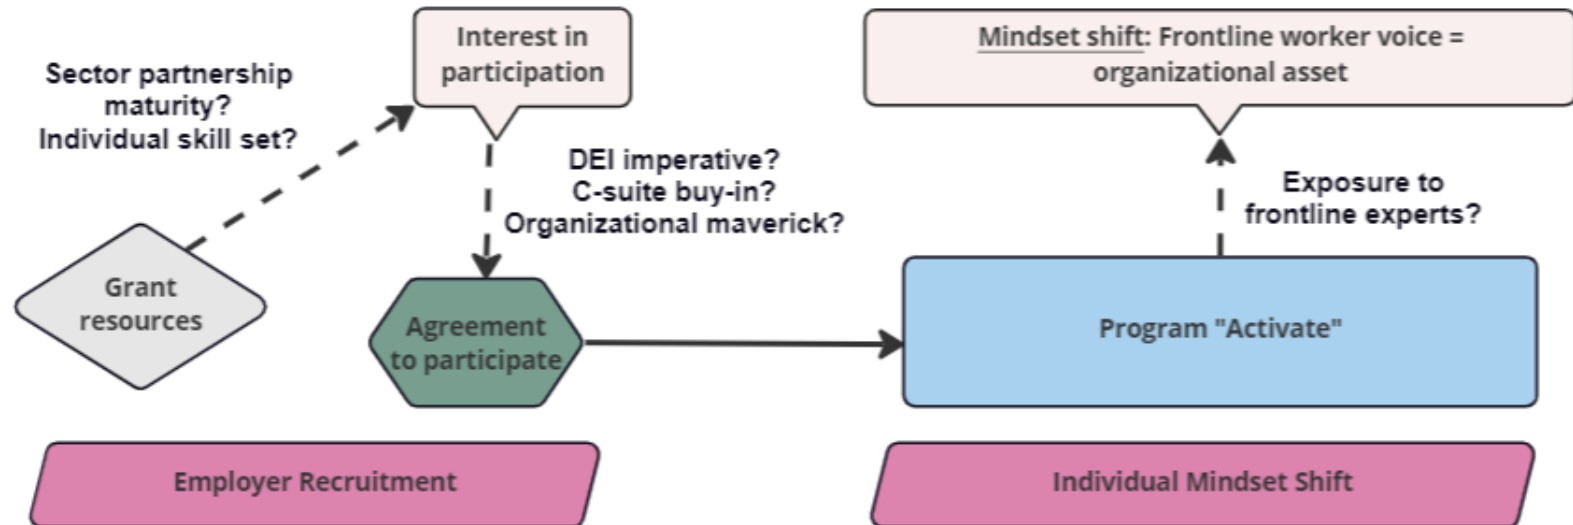 Interest in
participation
Mindset shift: Frontline worker voice =
organizational asset
Sector partnership
maturity?
Individual skill set?
DEI imperative?
C-suite buy-in?
Organizational maverick?
Exposure to
frontline experts?
Grant
resources
Agreement
to participate
Program "Activate"
Employer Recruitment
Individual Mindset Shift